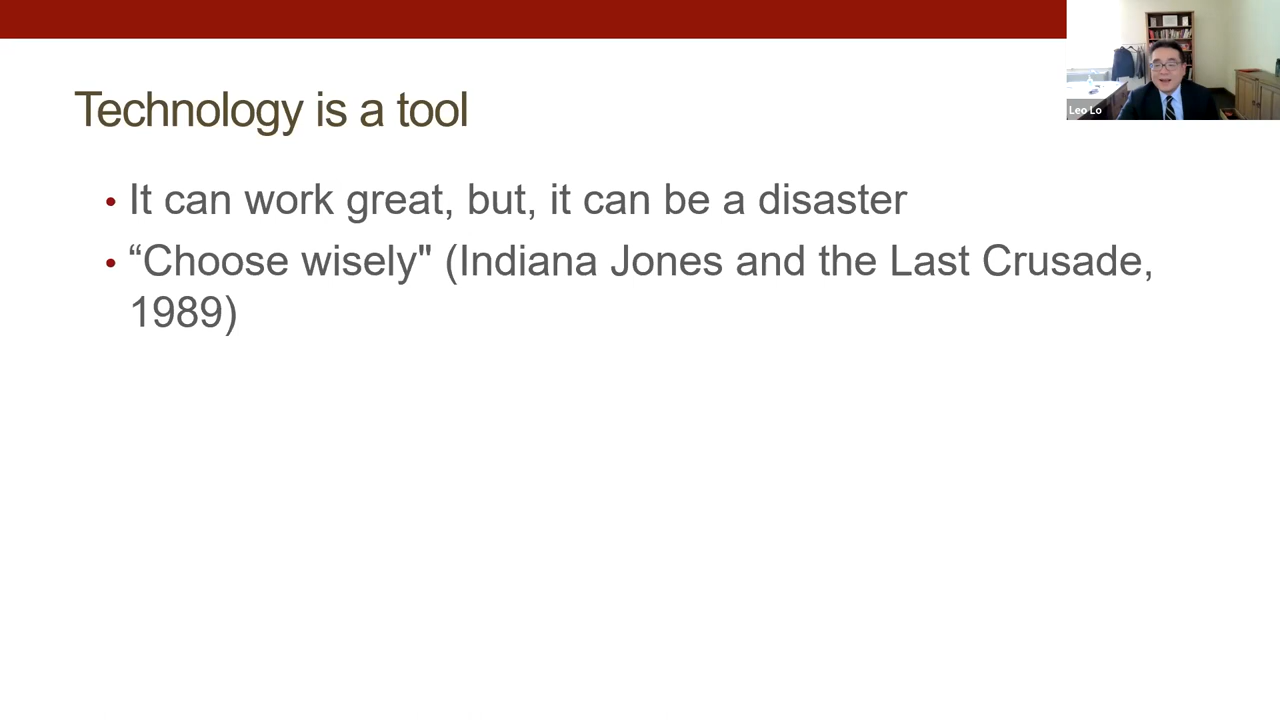 Leo Lo
Technology is a tool
• It can work great, but, it can be a disaster
• “Choose wisely" (Indiana Jones and the Last Crusade,
1989)